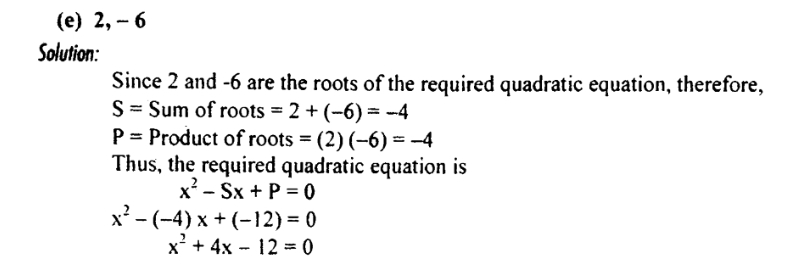 (e) 2, – 6
Solution:
Since 2 and -6 are the roots of the required quadratic equation, therefore,
S = Sum of roots = 2 + (–6) = –4
P = Product of roots = (2) (–6) = –4
Thus, the required quadratic equation is
x² – Sx + P = 0
x² – (–4) x + (–12) = 0
x² + 4x – 12 = 0